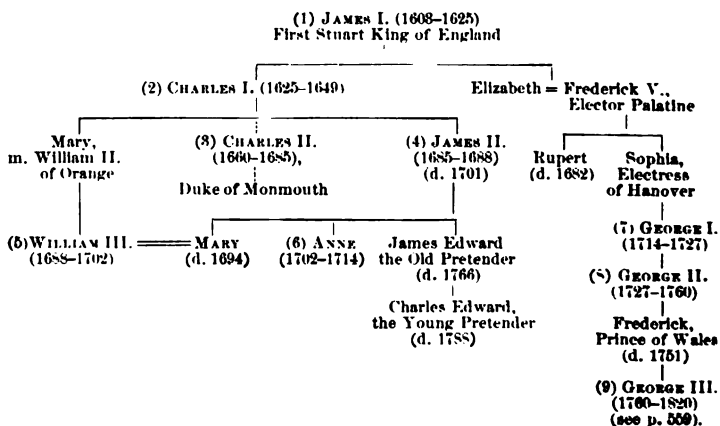 (1) JAMES I. (1608–1625)
First Stuart King of England
(2) CHARLES I. (1625–1649)
Elizabeth = Frederick V.,
Elector Palatine
Mary,
m. William II.
of Orange
(3) CHARLES II.
(1660–1685),
Duke of Monmouth
(4) JAMES II.
(1685–1688)
(d. 1701)
Rupert
(d. 1682)
Sophia,
Electress
of Hanover
(5) WILLIAM III.
(1688–1702)
MARY
(d. 1694)
(6) ANNE
(1702–1714)
James Edward
the Old Pretender
(d. 1766)
Charles Edward,
the Young Pretender
(d. 1788)
(7) GEORGE I.
(1714–1727)
(8) GEORGE II.
(1727–1760)
Frederick,
Prince of Wales
(d. 1751)
(9) GEORGE III.
(1760–1820)
(see p. 559).